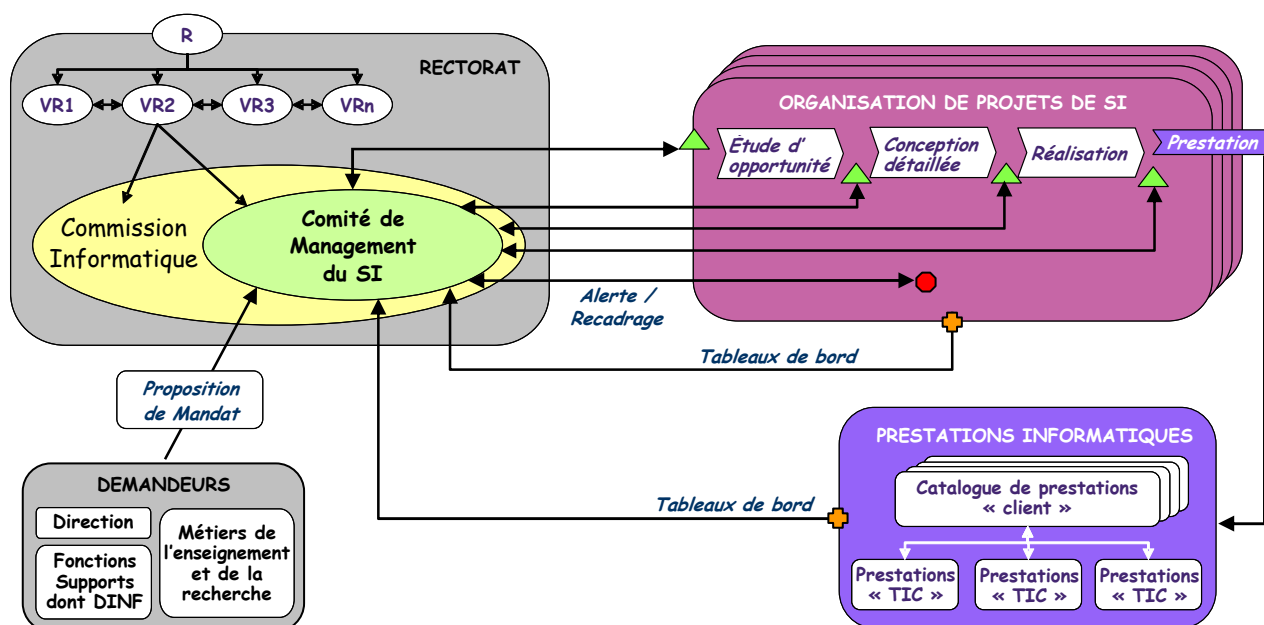 R
RECTORAT
VR1
VR2
VR3
VRn
Commission
Informatique
Comité de
Management
du SI
ORGANISATION DE PROJETS DE SI
Étude d'
opportunité
Conception
détaillée
Réalisation
Prestation
Alerte /
Recadrage
Tableaux de bord
Proposition
de Mandat
DEMANDEURS
Direction
Fonctions
Supports
dont DINF
Métiers de
l'enseignement
et de la
recherche
Tableaux de bord
PRESTATIONS INFORMATIQUES
Catalogue de prestations
« client »
Prestations
« TIC »
Prestations
« TIC »
Prestations
« TIC »